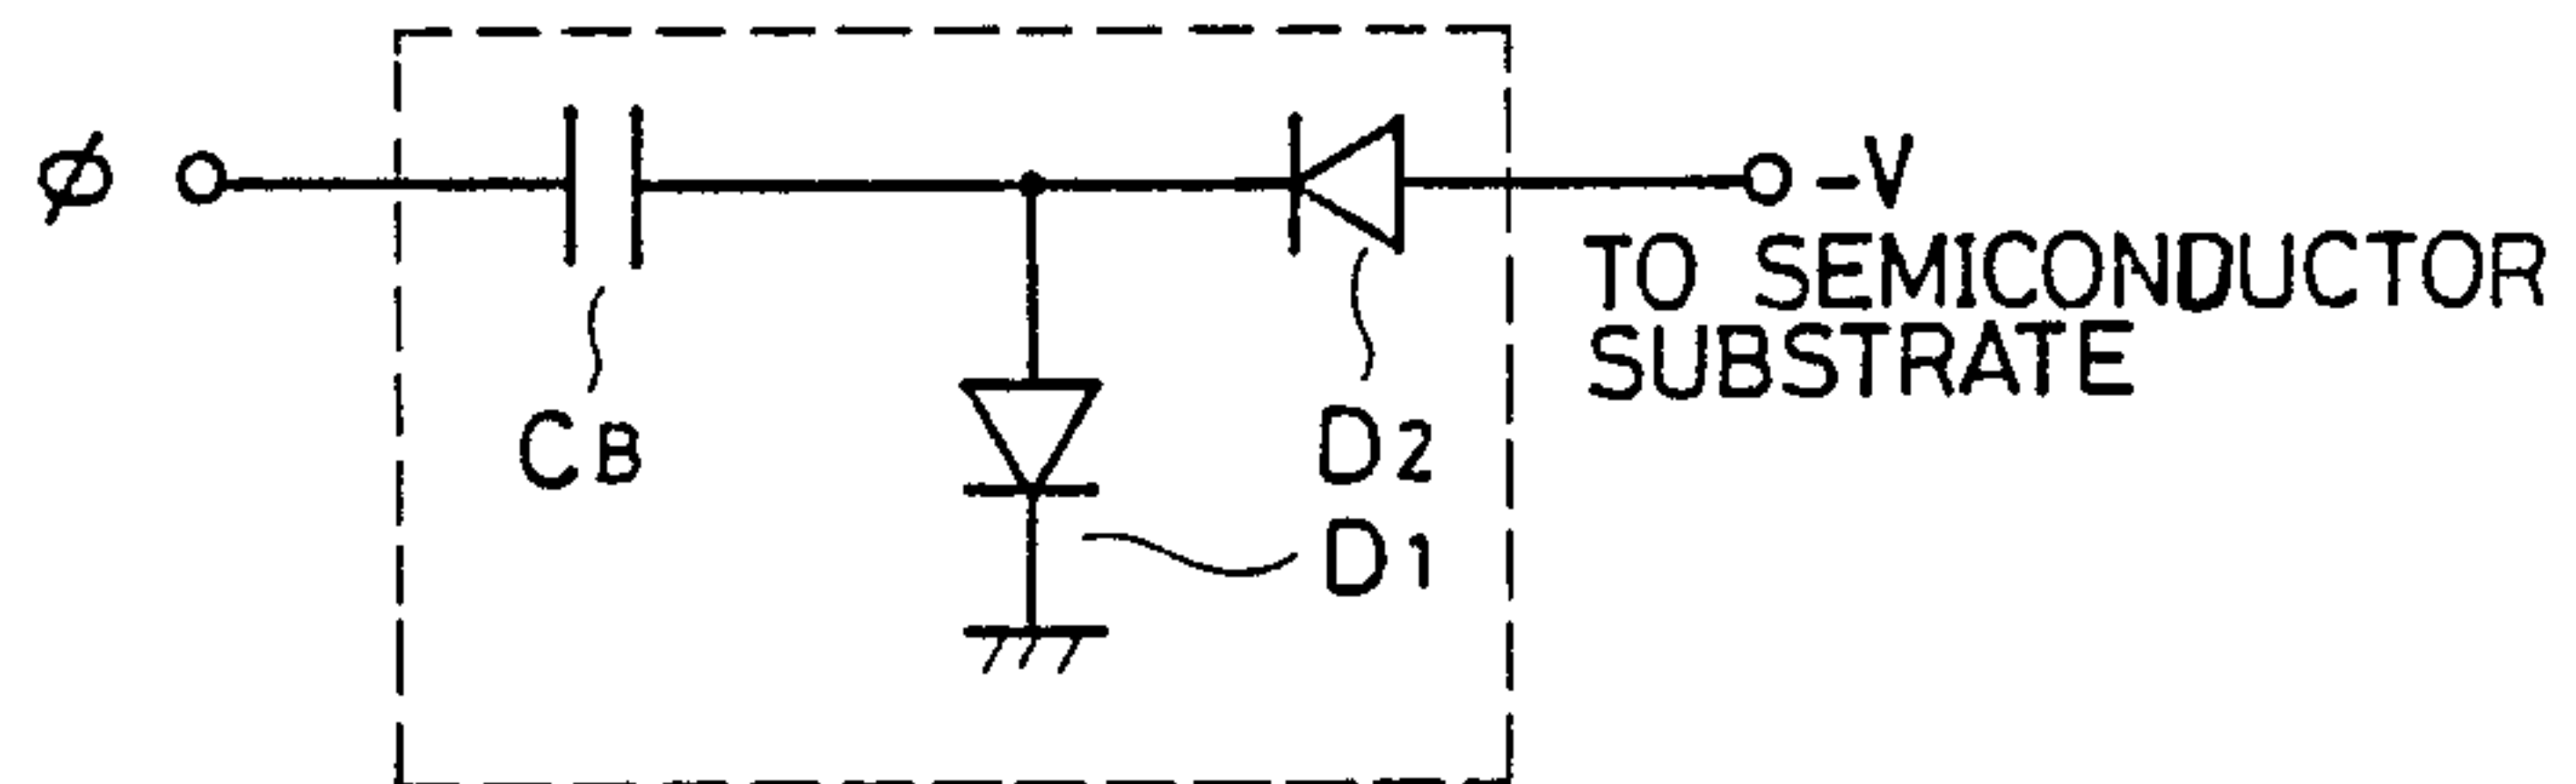 ϕ
-V
TO SEMICONDUCTOR
SUBSTRATE
CB
D2
D1